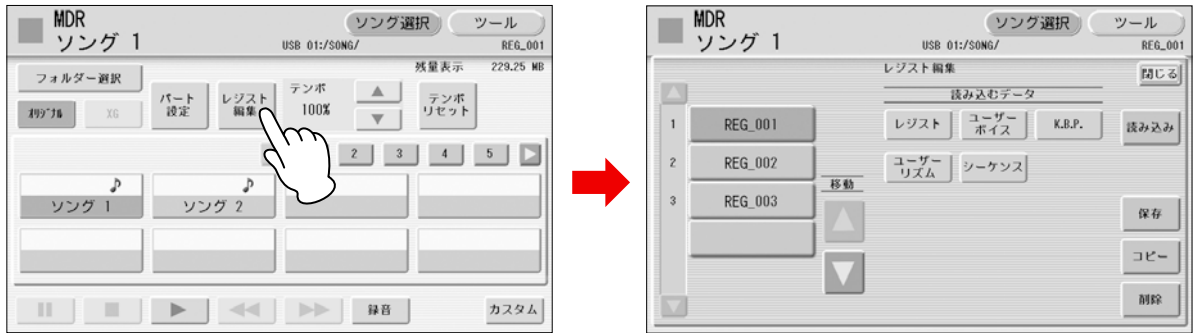 MDR
ソング 1
ソング選択
ツール
USB 01:/SONG/
REG_001
フォルダー選択
残量表示 229.25 MB
オリジナル
XG
パート
設定
レジスト
編集
テンポ
100%
テンポ
リセット
2 3 4 5
ソング 1
ソング 2
録音
カスタム
MDR
ソング 1
ソング選択
ツール
USB 01:/SONG/
REG_001
レジスト編集
閉じる
読み込むデータ
1 REG_001
レジスト
ユーザー
ボイス
K.B.P.
読み込み
2 REG_002
ユーザー
リズム
シーケンス
3 REG_003
移動
保存
コピー
削除